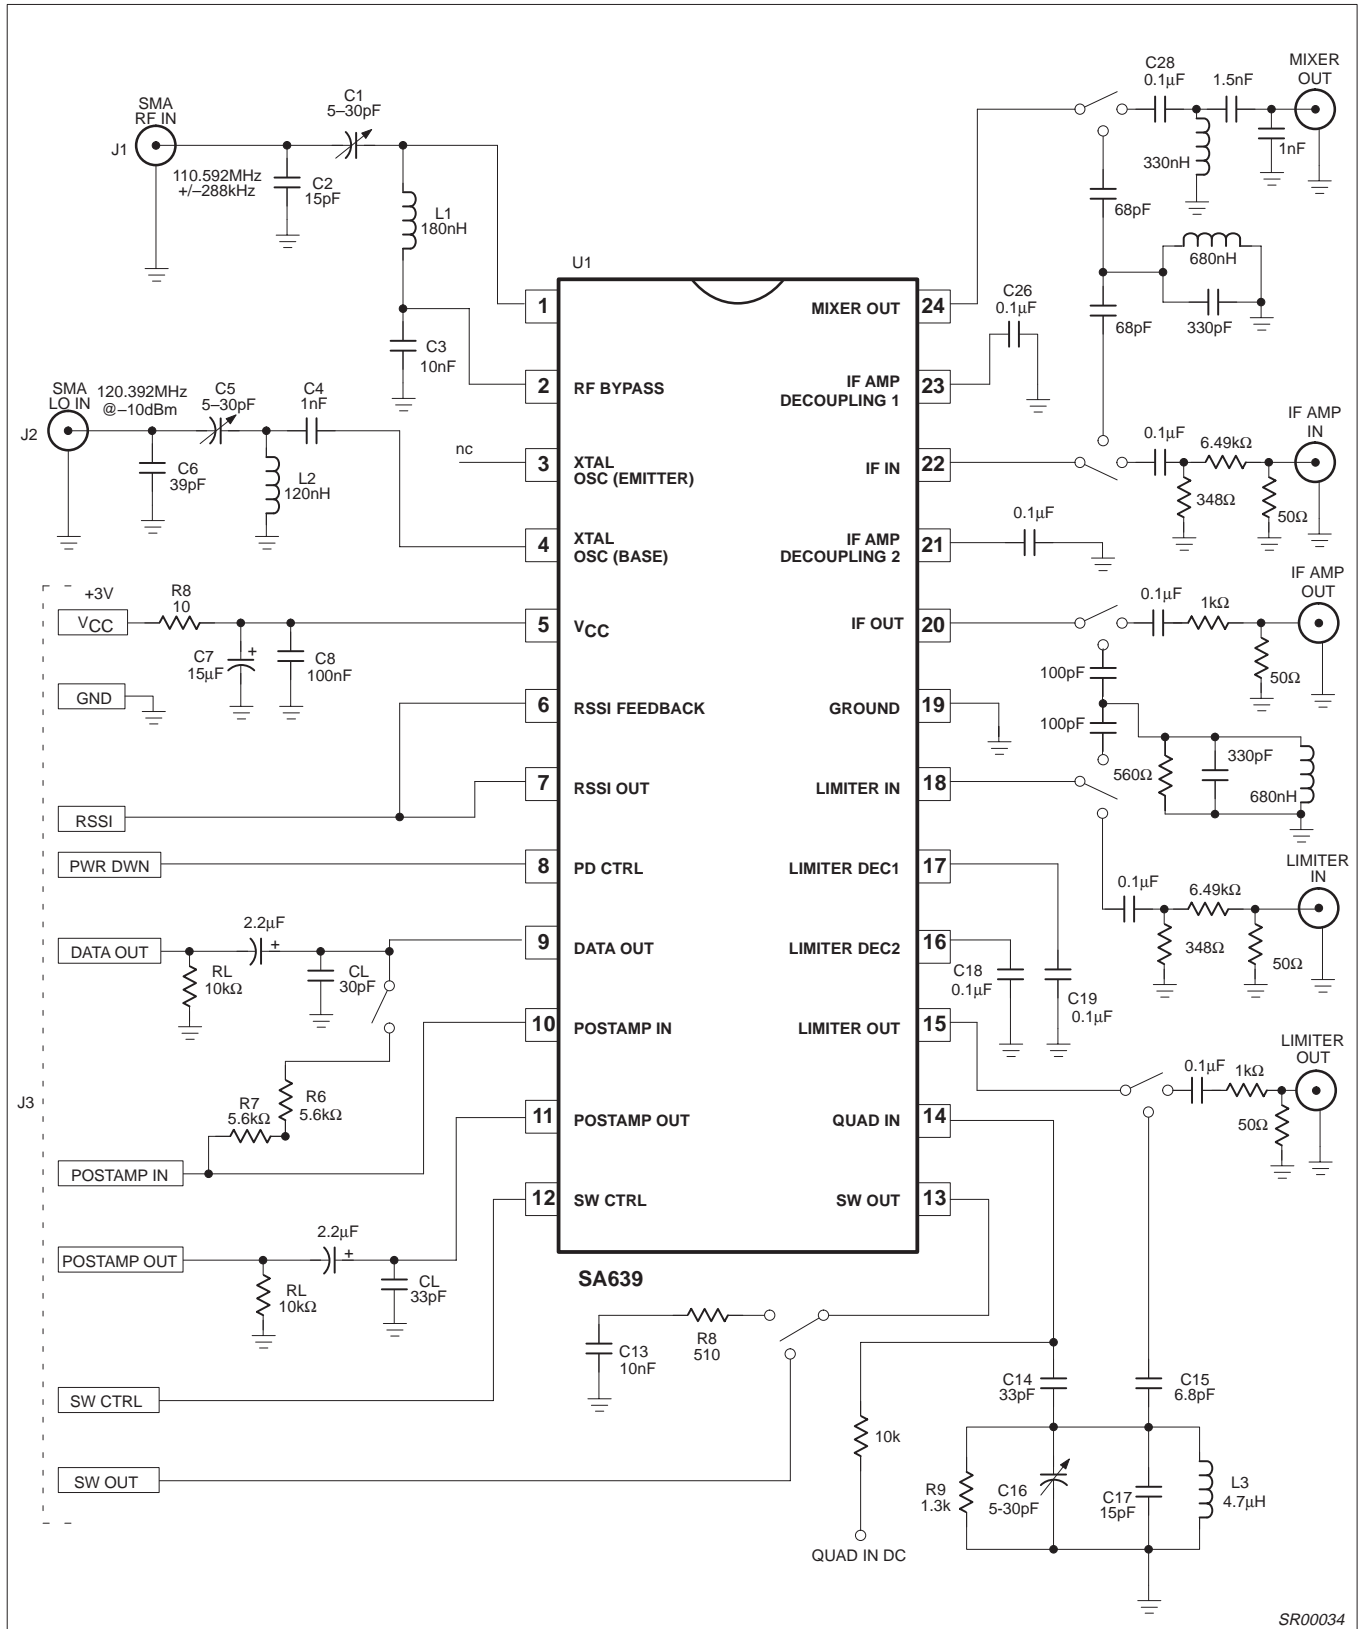 SMA
RF IN
J1
C1
5–30pF
110.592MHz
+/–288kHz
C2
15pF
L1
180nH
C3
10nF
SMA
LO IN
J2
120.392MHz
@–10dBm
C5
5–30pF
C4
1nF
C6
39pF
L2
120nH
nc
J3
+3V
VCC
R8
10
C7
15µF
+
C8
100nF
GND
RSSI
PWR DWN
DATA OUT
2.2µF
+
RL
10kΩ
CL
30pF
R6
5.6kΩ
R7
5.6kΩ
POSTAMP IN
POSTAMP OUT
2.2µF
+
RL
10kΩ
CL
33pF
SW CTRL
SW OUT
U1
1
2 RF BYPASS
3 XTAL
OSC (EMITTER)
4 XTAL
OSC (BASE)
5 VCC
6 RSSI FEEDBACK
7 RSSI OUT
8 PD CTRL
9 DATA OUT
10 POSTAMP IN
11 POSTAMP OUT
12 SW CTRL
MIXER OUT 24
IF AMP
DECOUPLING 1 23
IF IN 22
IF AMP
DECOUPLING 2 21
IF OUT 20
GROUND 19
LIMITER IN 18
LIMITER DEC1 17
LIMITER DEC2 16
LIMITER OUT 15
QUAD IN 14
SW OUT 13
SA639
C28
0.1µF
1.5nF
MIXER
OUT
330nH
1nF
68pF
680nH
68pF
330pF
C26
0.1µF
IF AMP
IN
0.1µF
6.49kΩ
348Ω
50Ω
0.1µF
IF AMP
OUT
0.1µF
1kΩ
50Ω
100pF
100pF
560Ω
330pF
680nH
LIMITER
IN
0.1µF
6.49kΩ
348Ω
50Ω
C18
0.1µF
C19
0.1µF
LIMITER
OUT
0.1µF
1kΩ
50Ω
C13
10nF
R8
510
C14
33pF
C15
6.8pF
10k
QUAD IN DC
R9
1.3k
C16
5-30pF
C17
15pF
L3
4.7µH
SR00034